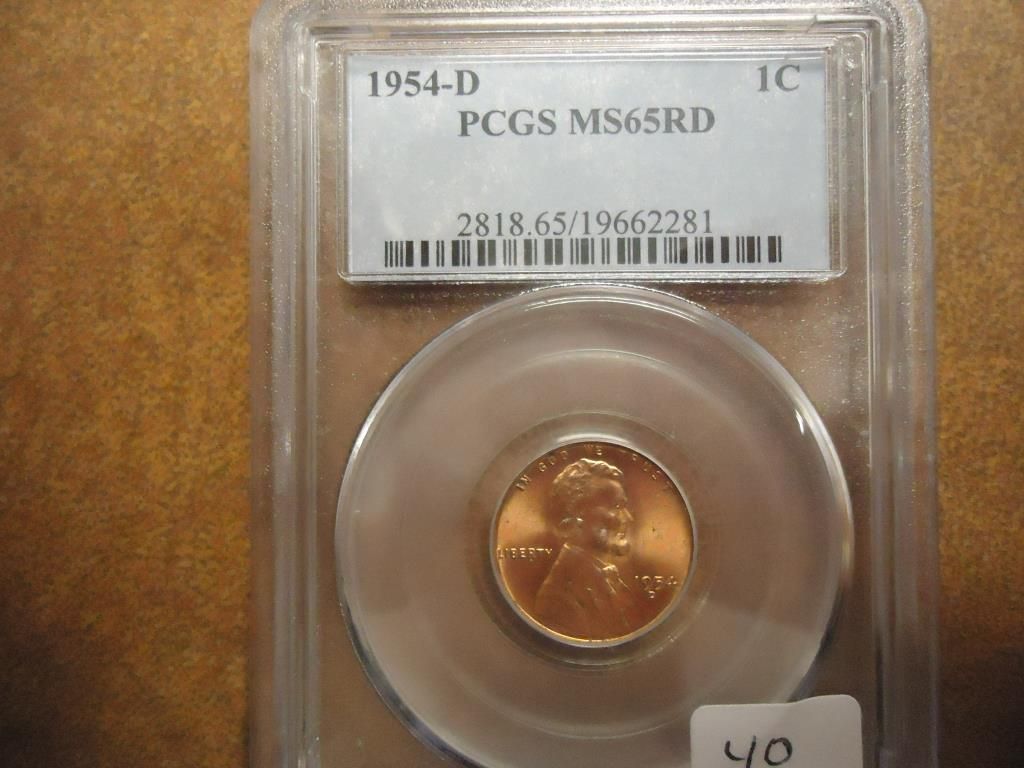 1954-D 1C
PCGS MS65RD
2818.65/19662281
IN GOD WE TRUST
LIBERTY
1954
D
40